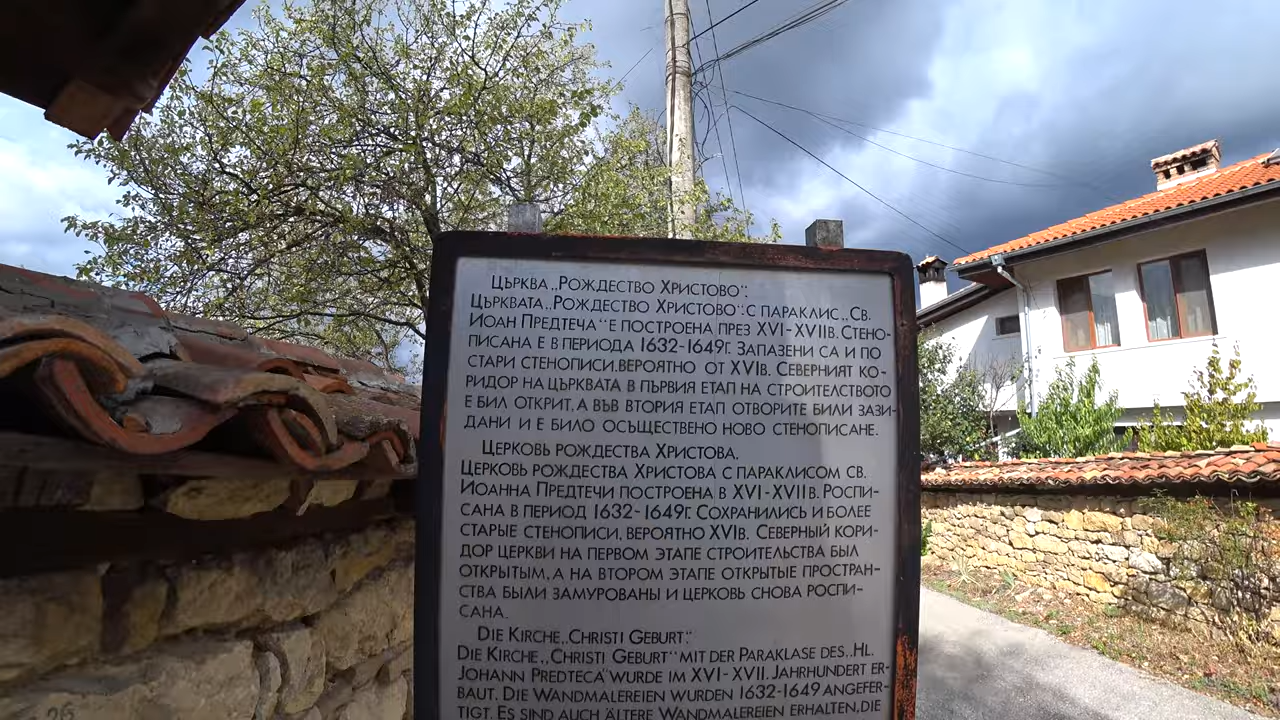 Църква „Рождество Христово“:
Църквата „Рождество Христово“ с параклис „Св.
Иоан Предтеча“ е построена през XVI-XVIIв. Стено-
писана е в периода 1632-1649г. Запазени са и по
стари стенописи, вероятно от XVIв. Северният ко-
ридор на църквата в първия етап на строителството
е бил открит, а във втория етап отворите били зази-
дани и е било осъществено ново стенописане.
Церковь рождества Христова.
Церковь рождества Христова с параклисом св.
Иоанна Предтечи построена в XVI-XVIIв. Роспи-
сана в период 1632-1649г. Сохранились и более
старые стенописи, вероятно XVIв. Северный кори-
дор церкви на первом этапе строительства был
открытым, а на втором этапе открытые простран-
ства были замурованы и церковь снова роспи-
сана.
Die Kirche „Christi Geburt“:
Die Kirche „Christi Geburt“ mit der Paraklase des „Hl.
Johann Predteca“ wurde im XVI-XVII. Jahrhundert er-
baut. Die Wandmalereien wurden 1632-1649 angefer-
tigt. Es sind auch ältere Wandmalereien erhalten, die